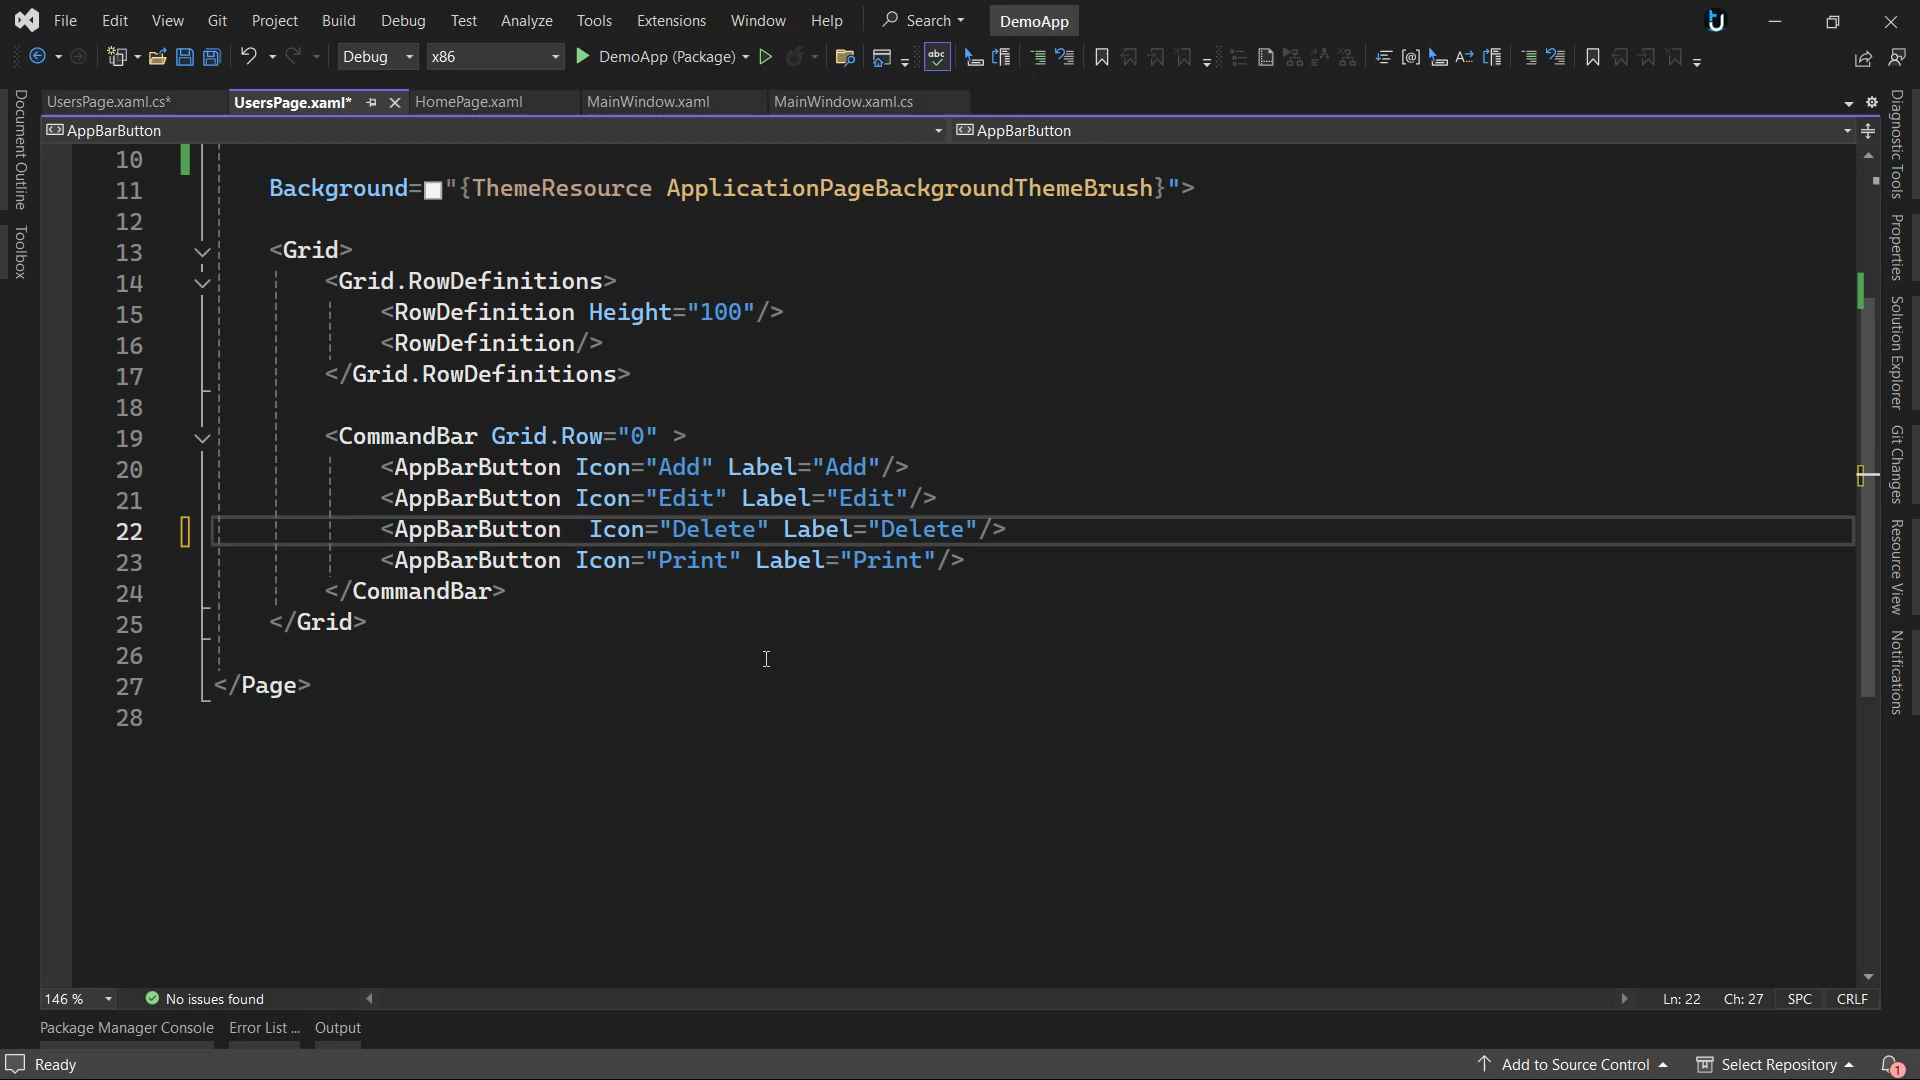 File Edit View Git Project Build Debug Test Analyze Tools Extensions Window Help Search DemoApp
Debug x86 DemoApp (Package)
UsersPage.xaml.cs* UsersPage.xaml* HomePage.xaml MainWindow.xaml MainWindow.xaml.cs
AppBarButton AppBarButton
Document Outline
Toolbox
10
11 Background="{ThemeResource ApplicationPageBackgroundThemeBrush}">
12
13 <Grid>
14 <Grid.RowDefinitions>
15 <RowDefinition Height="100"/>
16 <RowDefinition/>
17 </Grid.RowDefinitions>
18
19 <CommandBar Grid.Row="0" >
20 <AppBarButton Icon="Add" Label="Add"/>
21 <AppBarButton Icon="Edit" Label="Edit"/>
22 <AppBarButton  Icon="Delete" Label="Delete"/>
23 <AppBarButton Icon="Print" Label="Print"/>
24 </CommandBar>
25 </Grid>
26
27 </Page>
28
Diagnostic Tools
Properties
Solution Explorer
Git Changes
Resource View
Notifications
146 % No issues found Ln: 22 Ch: 27 SPC CRLF
Package Manager Console Error List ... Output
Ready Add to Source Control Select Repository 1